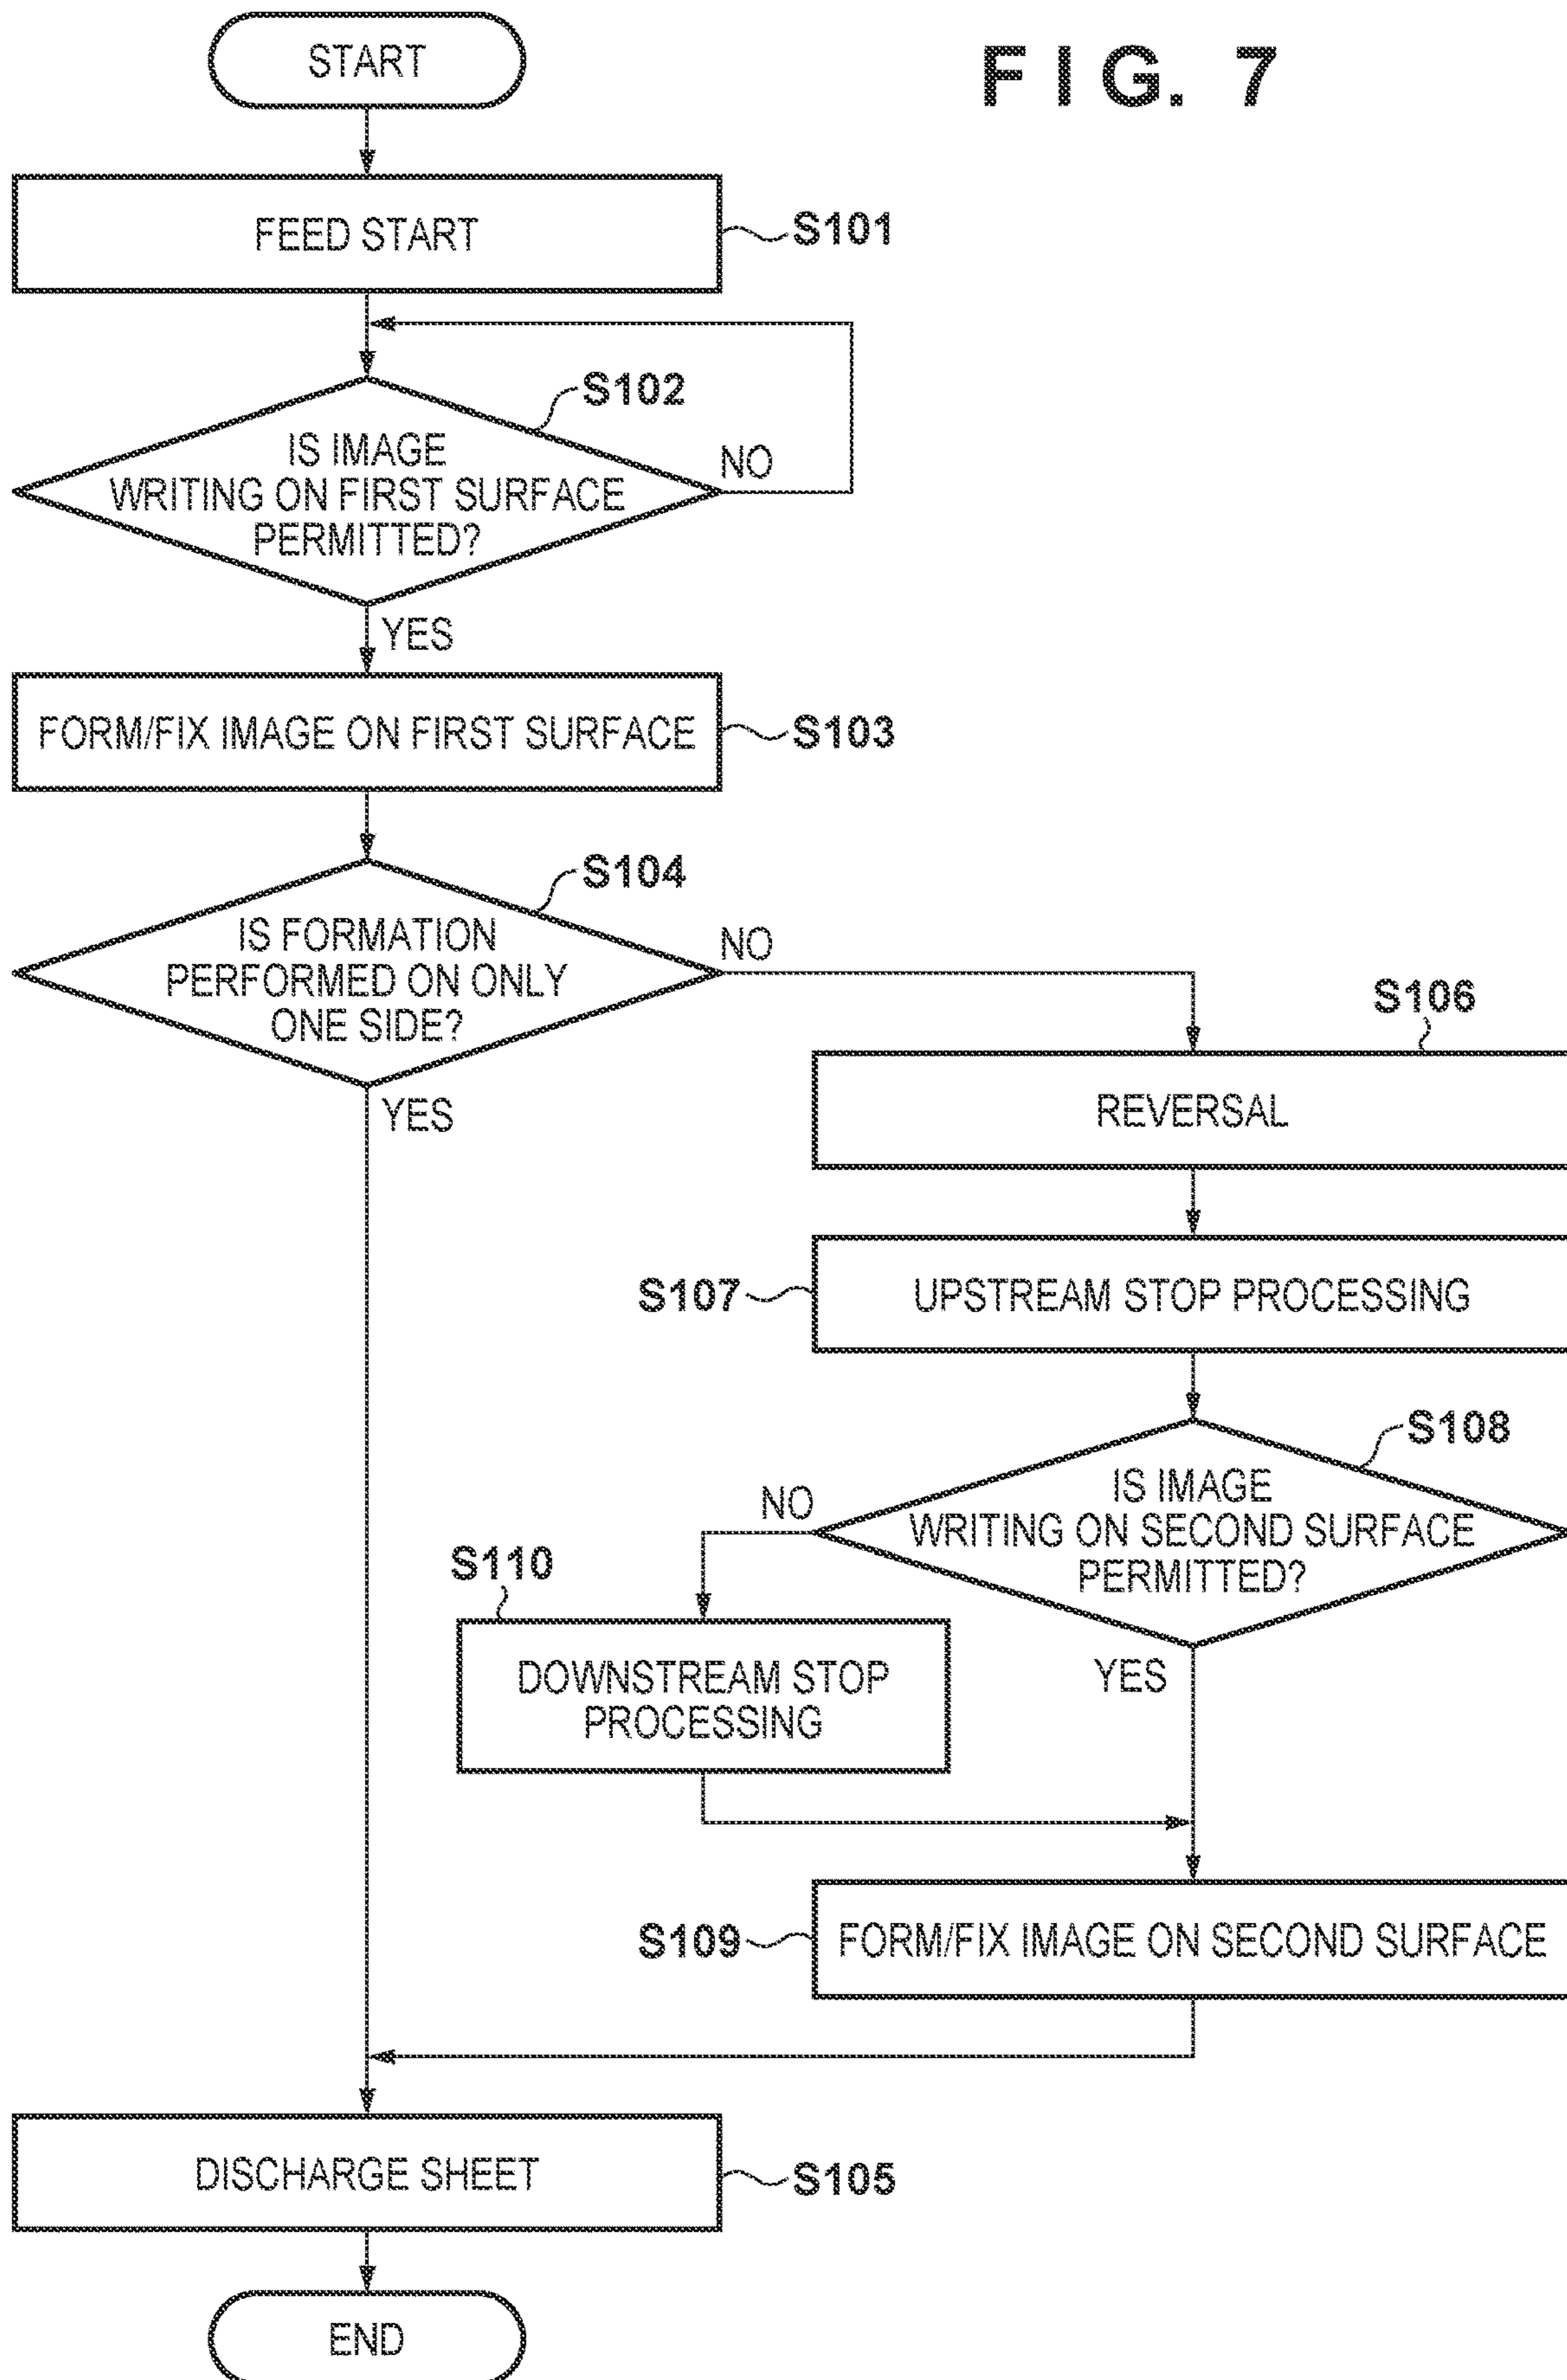 FIG. 7
START
FEED START
S101
S102
IS IMAGE
WRITING ON FIRST SURFACE
PERMITTED?
NO
YES
FORM/FIX IMAGE ON FIRST SURFACE
S103
S104
IS FORMATION
PERFORMED ON ONLY
ONE SIDE?
NO
YES
S106
REVERSAL
S107
UPSTREAM STOP PROCESSING
S108
IS IMAGE
WRITING ON SECOND SURFACE
PERMITTED?
NO
YES
S110
DOWNSTREAM STOP
PROCESSING
S109
FORM/FIX IMAGE ON SECOND SURFACE
DISCHARGE SHEET
S105
END